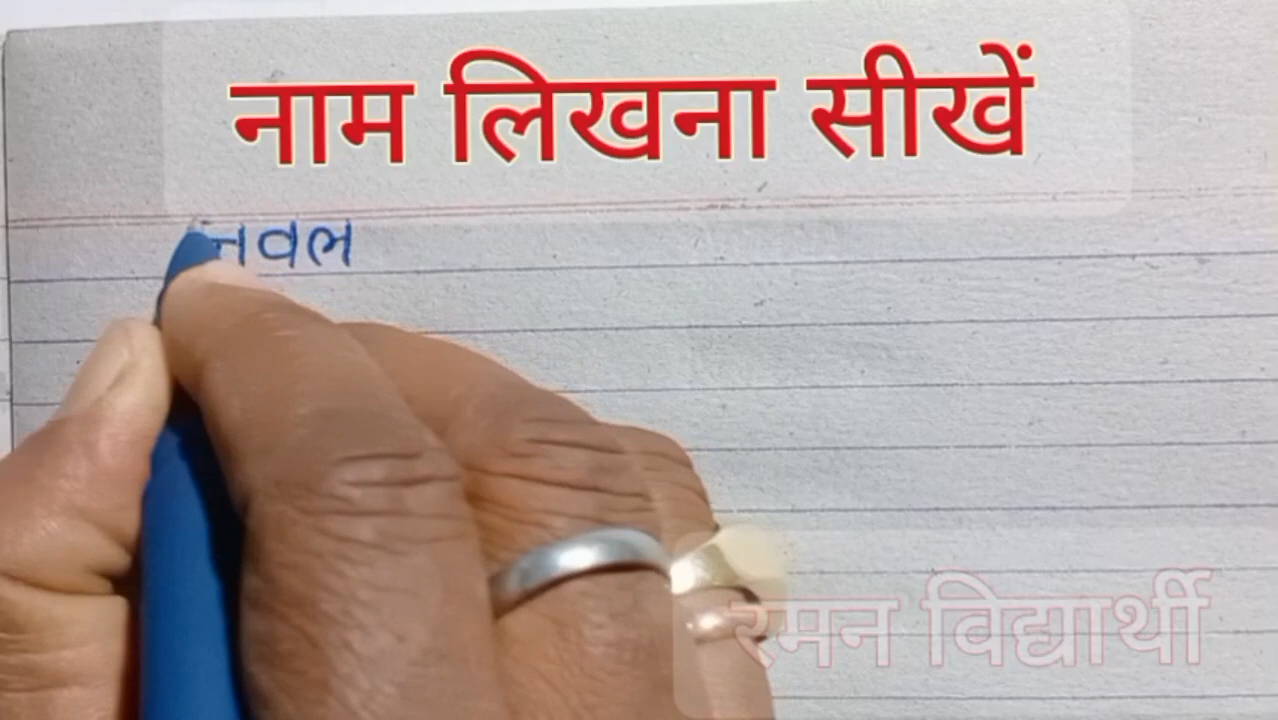 नाम लिखना सीखें
नवल
रमन विद्यार्थी